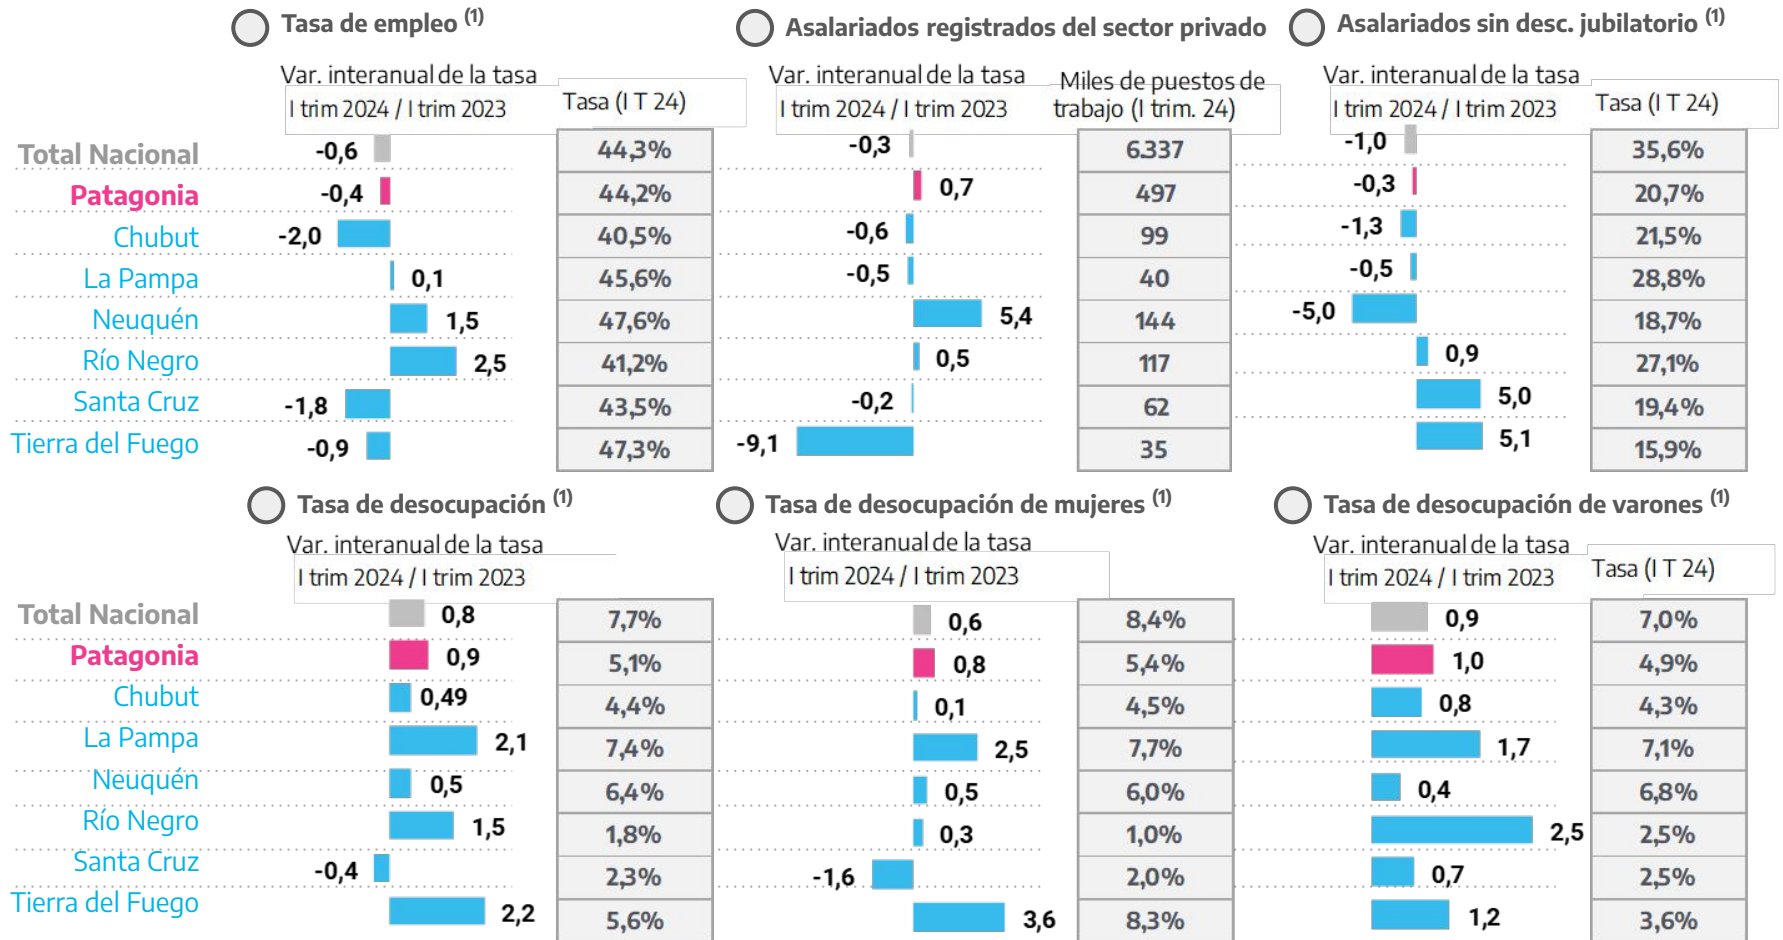 Tasa de empleo (1)
Asalariados registrados del sector privado
Asalariados sin desc. jubilatorio (1)
Var. interanual de la tasa
I trim 2024 / I trim 2023
Tasa (I T 24)
Var. interanual de la tasa
I trim 2024 / I trim 2023
Miles de puestos de
trabajo (I trim. 24)
Var. interanual de la tasa
I trim 2024 / I trim 2023
Tasa (I T 24)
Total Nacional -0,6 44,3% -0,3 6.337 -1,0 35,6%
Patagonia -0,4 44,2% 0,7 497 -0,3 20,7%
Chubut -2,0 40,5% -0,6 99 -1,3 21,5%
La Pampa 0,1 45,6% -0,5 40 -0,5 28,8%
Neuquén 1,5 47,6% 5,4 144 -5,0 18,7%
Río Negro 2,5 41,2% 0,5 117 0,9 27,1%
Santa Cruz -1,8 43,5% -0,2 62 5,0 19,4%
Tierra del Fuego -0,9 47,3% -9,1 35 5,1 15,9%
Tasa de desocupación (1)
Tasa de desocupación de mujeres (1)
Tasa de desocupación de varones (1)
Var. interanual de la tasa
I trim 2024 / I trim 2023
Var. interanual de la tasa
I trim 2024 / I trim 2023
Var. interanual de la tasa
I trim 2024 / I trim 2023
Tasa (I T 24)
Total Nacional 0,8 7,7% 0,6 8,4% 0,9 7,0%
Patagonia 0,9 5,1% 0,8 5,4% 1,0 4,9%
Chubut 0,49 4,4% 0,1 4,5% 0,8 4,3%
La Pampa 2,1 7,4% 2,5 7,7% 1,7 7,1%
Neuquén 0,5 6,4% 0,5 6,0% 0,4 6,8%
Río Negro 1,5 1,8% 0,3 1,0% 2,5 2,5%
Santa Cruz -0,4 2,3% -1,6 2,0% 0,7 2,5%
Tierra del Fuego 2,2 5,6% 3,6 8,3% 1,2 3,6%